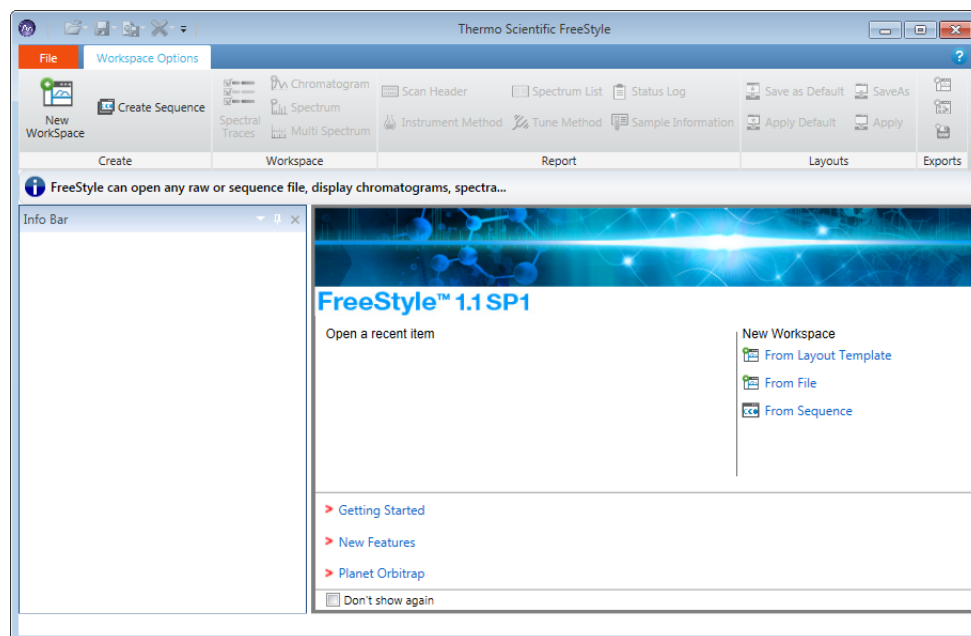 Thermo Scientific FreeStyle
File
Workspace Options
New
WorkSpace
Create Sequence
Create
Spectral
Traces
Chromatogram
Spectrum
Multi Spectrum
Workspace
Scan Header
Spectrum List
Status Log
Instrument Method
Tune Method
Sample Information
Report
Save as Default
SaveAs
Apply Default
Apply
Layouts
Exports
FreeStyle can open any raw or sequence file, display chromatograms, spectra...
Info Bar
FreeStyle™ 1.1 SP1
Open a recent item
New Workspace
From Layout Template
From File
From Sequence
> Getting Started
> New Features
> Planet Orbitrap
Don't show again